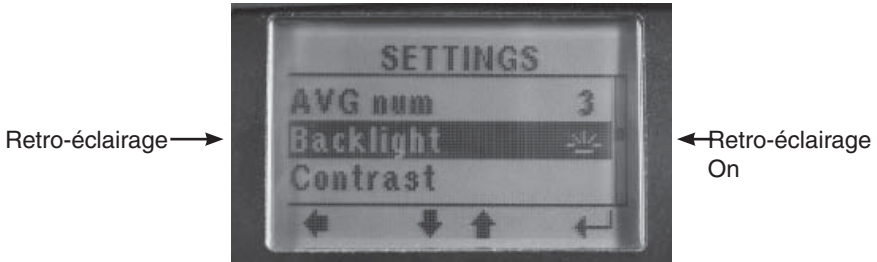 SETTINGS
AVG num 3
Retro-éclairage
Backlight
Retro-éclairage
On
Contrast